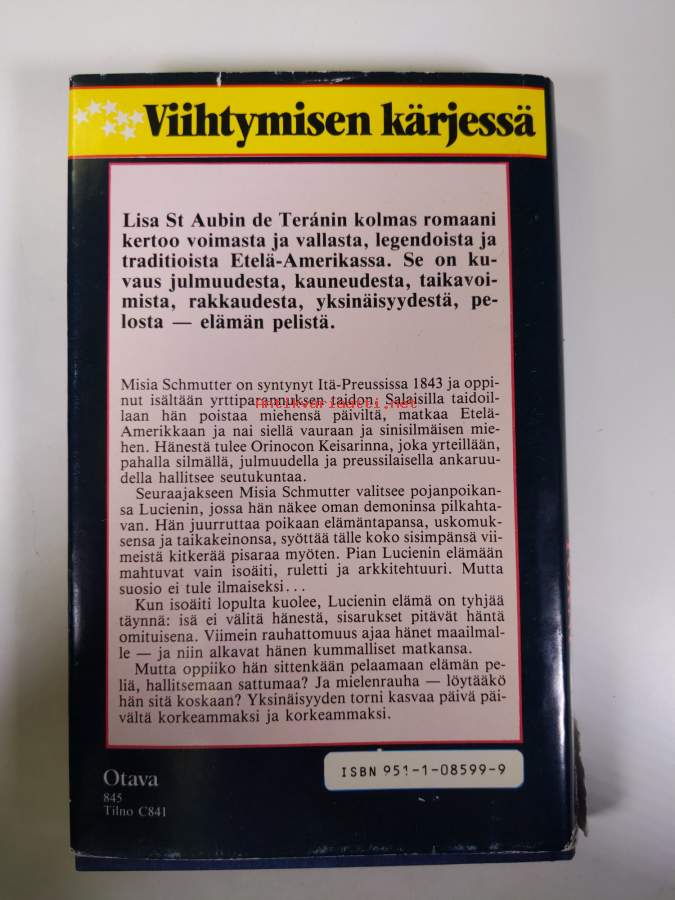 Viihtymisen kärjessä
Lisa St Aubin de Teránin kolmas romaani
kertoo voimasta ja vallasta, legendoista ja
traditioista Etelä-Amerikassa. Se on ku-
vaus julmuudesta, kauneudesta, taikavoi-
mista, rakkaudesta, yksinäisyydestä, pe-
losta — elämän pelistä.
Misia Schmutter on syntynyt Itä-Preussissa 1843 ja oppi-
nut isältään yrttiparannuksen taidon. Salaisilla taidoil-
Antikvariaatti.net
laan hän poistaa miehensä päiviltä, matkaa Etelä-
Amerikkaan ja nai siellä vauraan ja sinisilmäisen mie-
hen. Hänestä tulee Orinocon Keisarinna, joka yrteillään,
pahalla silmällä, julmuudella ja preussilaisella ankaruu-
della hallitsee seutukuntaa.
Seuraajakseen Misia Schmutter valitsee pojanpoikan-
sa Lucienin, jossa hän näkee oman demoninsa pilkahta-
van. Hän juurruttaa poikaan elämäntapansa, uskomuk-
sensa ja taikakeinonsa, syöttää tälle koko sisimpänsä vii-
meistä kitkerää pisaraa myöten. Pian Lucienin elämään
mahtuvat vain isoäiti, ruletti ja arkkitehtuuri. Mutta
suosio ei tule ilmaiseksi...
Kun isoäiti lopulta kuolee, Lucienin elämä on tyhjää
täynnä: isä ei välitä hänestä, sisarukset pitävät häntä
omituisena. Viimein rauhattomuus ajaa hänet maailmal-
le — ja niin alkavat hänen kummalliset matkansa.
Mutta oppiiko hän sittenkään pelaamaan elämän pe-
liä, hallitsemaan sattumaa? Ja mielenrauha — löytääkö
hän sitä koskaan? Yksinäisyyden torni kasvaa päivä päi-
vältä korkeammaksi ja korkeammaksi.
Otava
845
Tilno C841
ISBN 951-1-08599-9